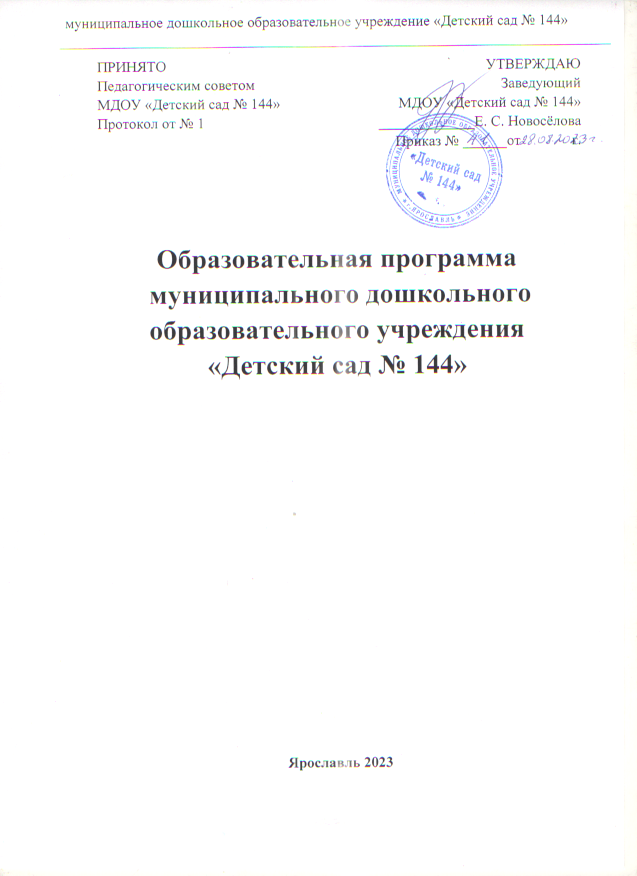 муниципальное дошкольное образовательное учреждение «Детский сад № 144»
ПРИНЯТО
Педагогическим советом
МДОУ «Детский сад № 144»
Протокол от № 1
УТВЕРЖДАЮ
Заведующий
МДОУ «Детский сад № 144»
Е. С. Новосёлова
Приказ № от 28.08.2023 г.
«Детский сад
№ 144»
Образовательная программа
муниципального дошкольного
образовательного учреждения
«Детский сад № 144»
Ярославль 2023